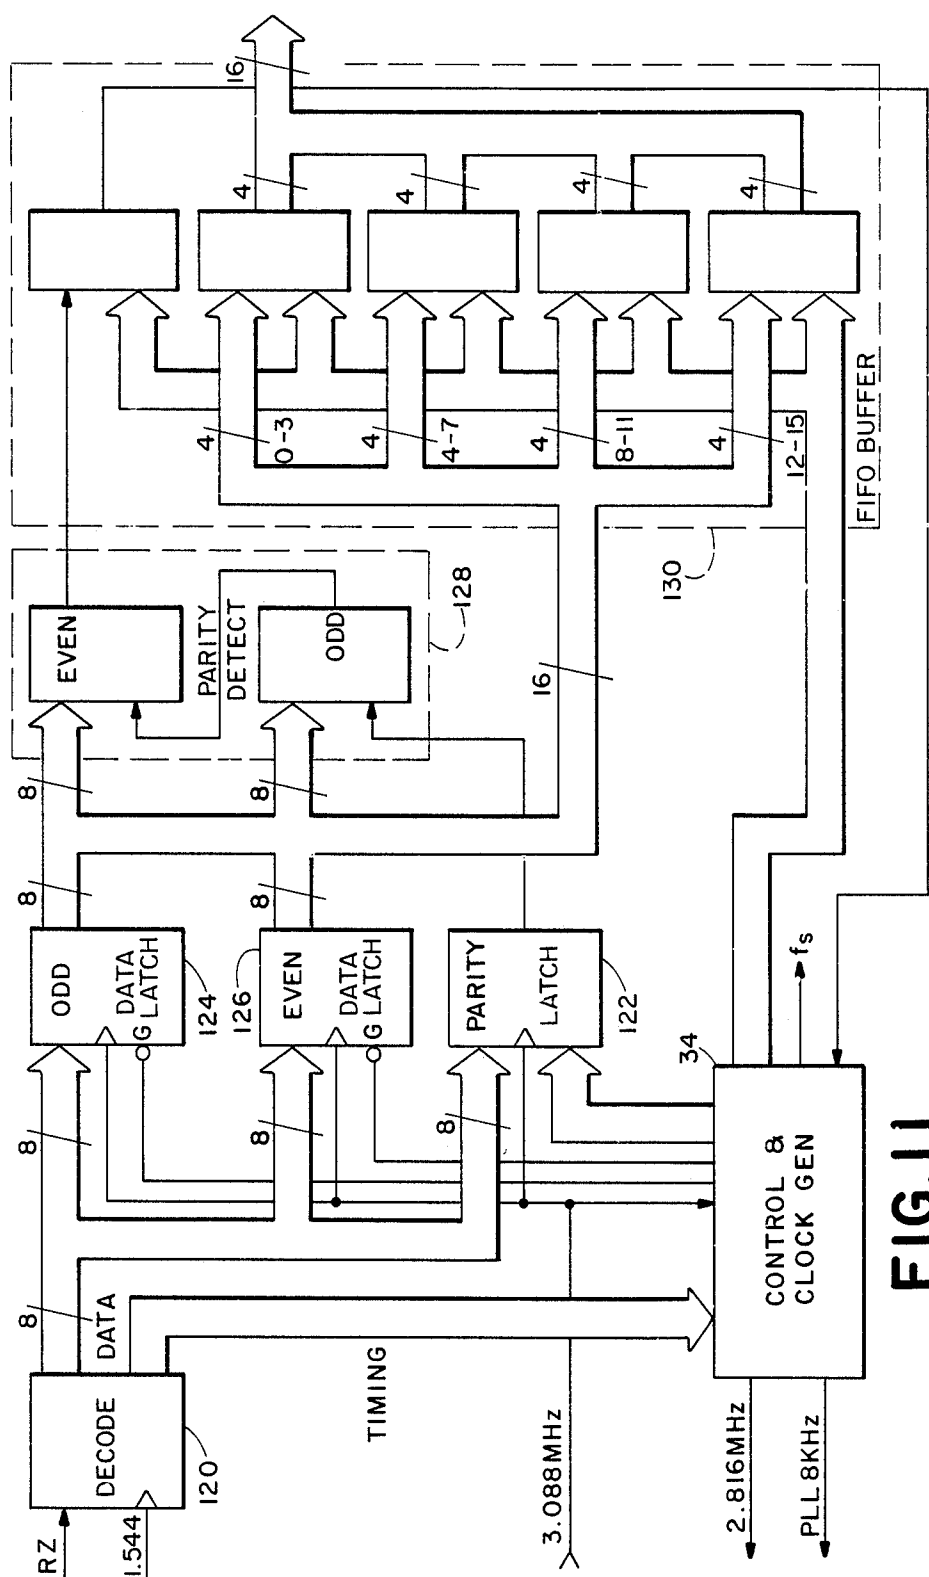 RZ
1.544
DECODE
120
8
DATA
TIMING
8
8
8
ODD
DATA
LATCH
G
124
126
EVEN
DATA
LATCH
G
PARITY
LATCH
122
8
8
8
8
EVEN
PARITY
DETECT
ODD
128
16
130
4
0-3
4
4-7
4
8-11
4
12-15
FIFO BUFFER
4
4
4
4
16
3.088MHz
34
CONTROL &
CLOCK GEN
fs
2.816MHz
PLL 8KHz
FIG.11